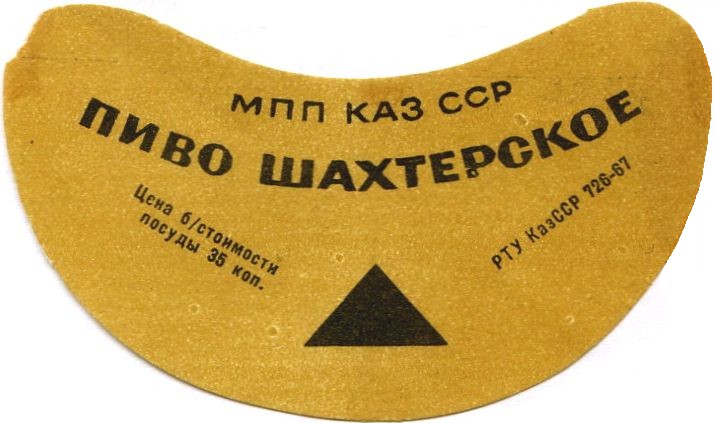 МПП КАЗ ССР
ПИВО ШАХТЕРСКОЕ
Цена б/стоимости
посуды 35 коп.
РТУ КазССР 726-67